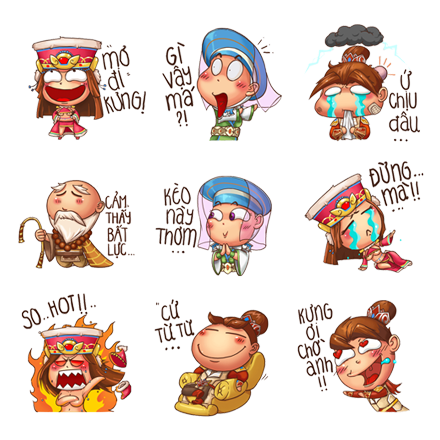 "MƠ
ĐI
KƯNG!
GÌ
VẬY
MÁ
?!
Ứ
CHỊU
ĐÂU...
CẢM
THẤY
BẤT
LỰC...
KÈO
NÀY
THƠM
...
ĐỪNG...
MÀ!!
SO...HOT!!..
"CỨ
TỪ TỪ
...
KƯNG
ƠI
CHỜ
ANH
!!